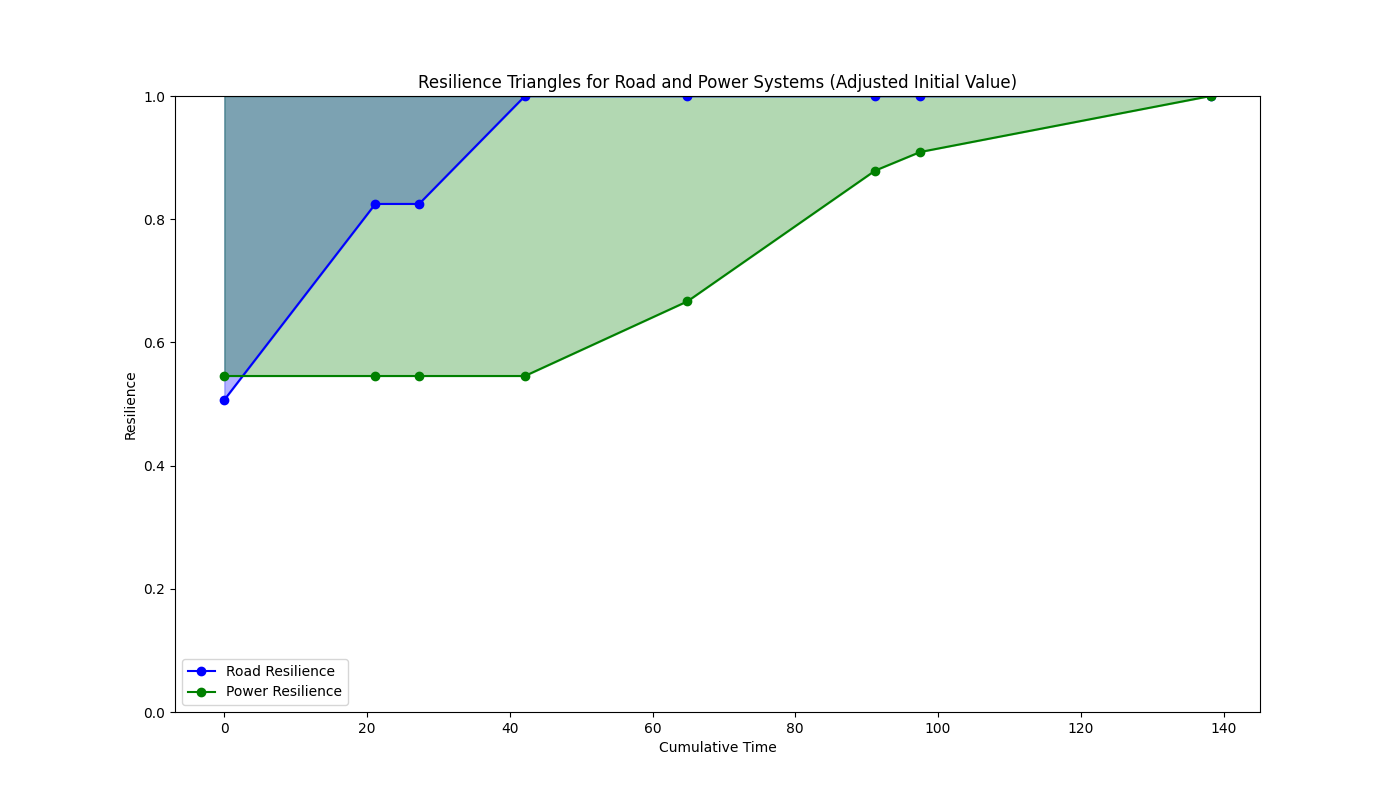 Resilience Triangles for Road and Power Systems (Adjusted Initial Value)
1.0
0.8
0.6
0.4
0.2
0.0
Resilience
Road Resilience
Power Resilience
0 20 40 60 80 100 120 140
Cumulative Time